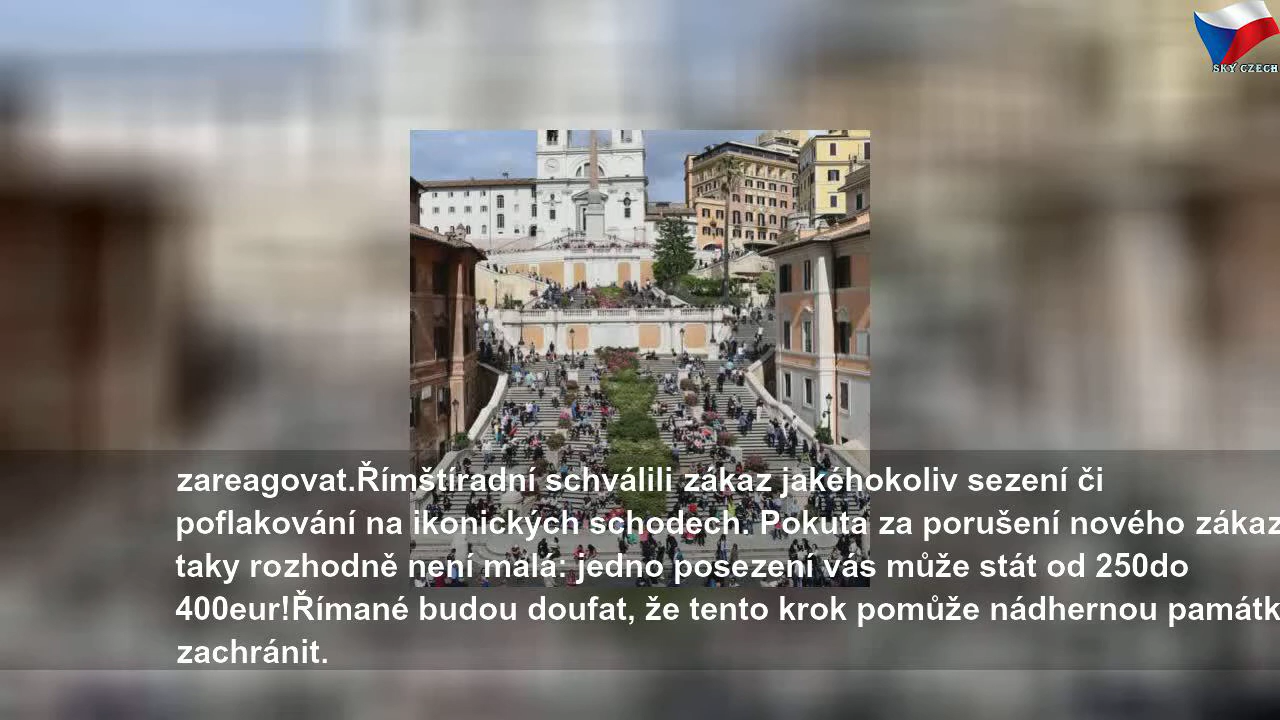 SKY CZECH
zareagovat.Římštíradní schválili zákaz jakéhokoliv sezení či
poflakování na ikonických schodech. Pokuta za porušení nového zákaz
taky rozhodně není malá: jedno posezení vás může stát od 250do
400eur!Římané budou doufat, že tento krok pomůže nádhernou památk
zachránit.